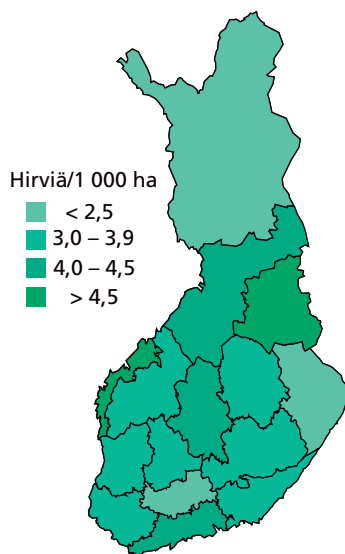 Hirviä/1 000 ha
< 2,5
3,0 – 3,9
4,0 – 4,5
> 4,5